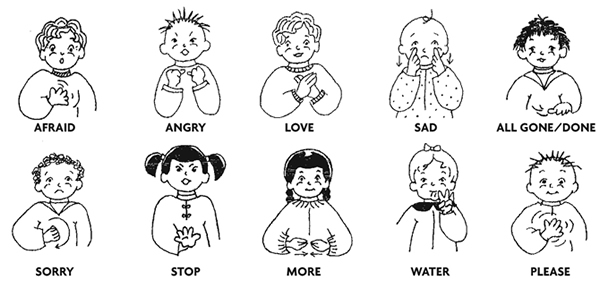 AFRAID ANGRY LOVE SAD ALL GONE/DONE
SORRY STOP MORE WATER PLEASE